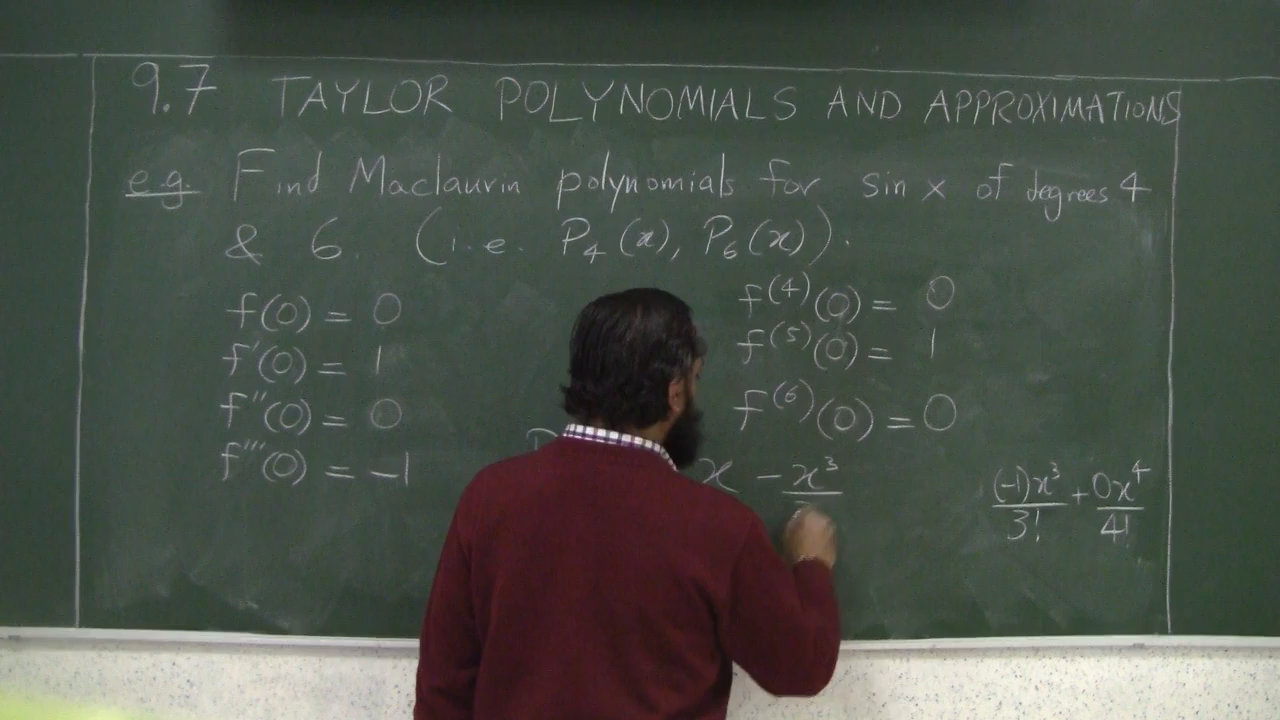 9.7 TAYLOR POLYNOMIALS AND APPROXIMATIONS
e.g. Find Maclaurin polynomials for sin x of degrees 4
& 6. (i.e. P₄(x), P₆(x)).
f(0) = 0
f'(0) = 1
f''(0) = 0
f'''(0) = -1
f⁽⁴⁾(0) = 0
f⁽⁵⁾(0) = 1
f⁽⁶⁾(0) = 0
x - x³
(-1)x³/3! + 0x⁴/4!